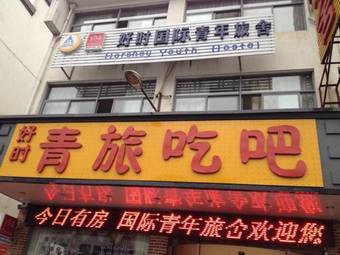 好时国际青年旅舍
Horshay Youth Hostel
好时
青旅吃吧
今日有房 国际青年旅舍欢迎您